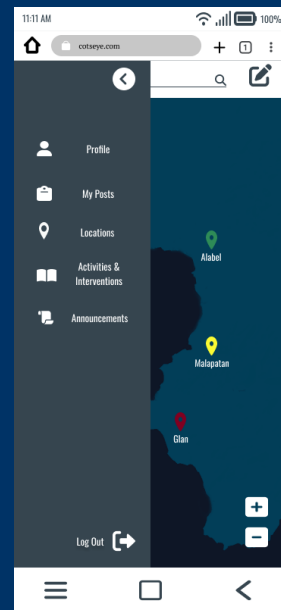 11:11 AM
100%
cotseye.com
1
Profile
My Posts
Locations
Activities &
Interventions
Announcements
Alabel
Malapatan
Glan
Log Out